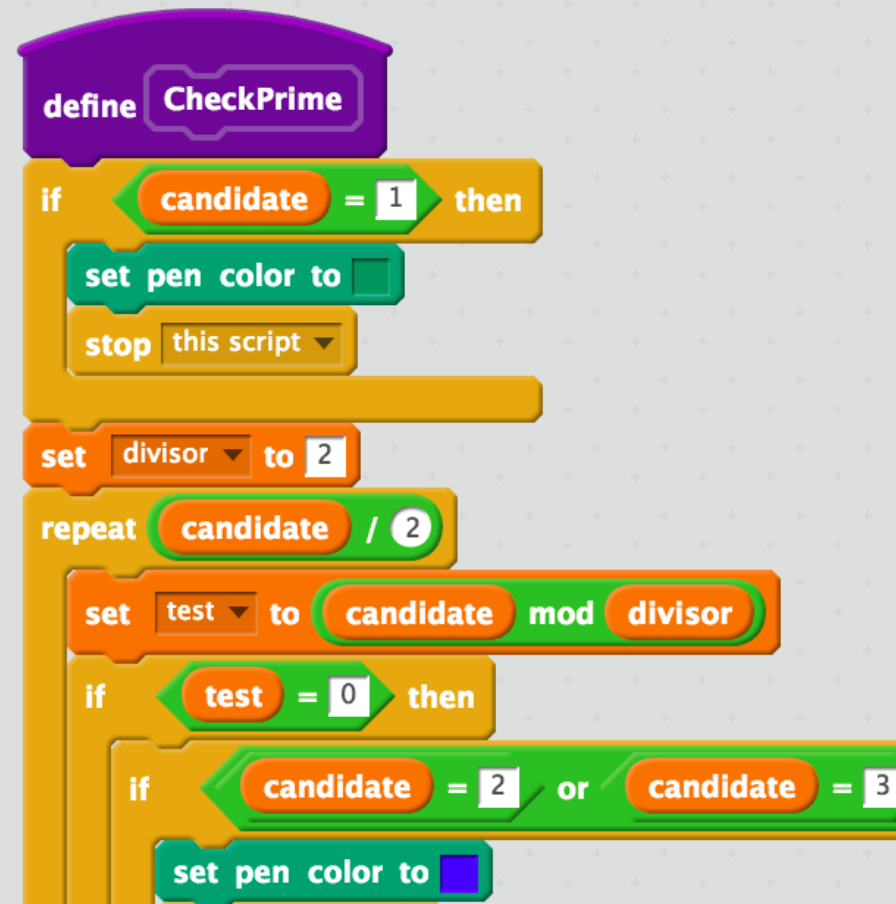 define CheckPrime
if candidate = 1 then
set pen color to
stop this script
set divisor to 2
repeat candidate / 2
set test to candidate mod divisor
if test = 0 then
if candidate = 2 or candidate = 3
set pen color to